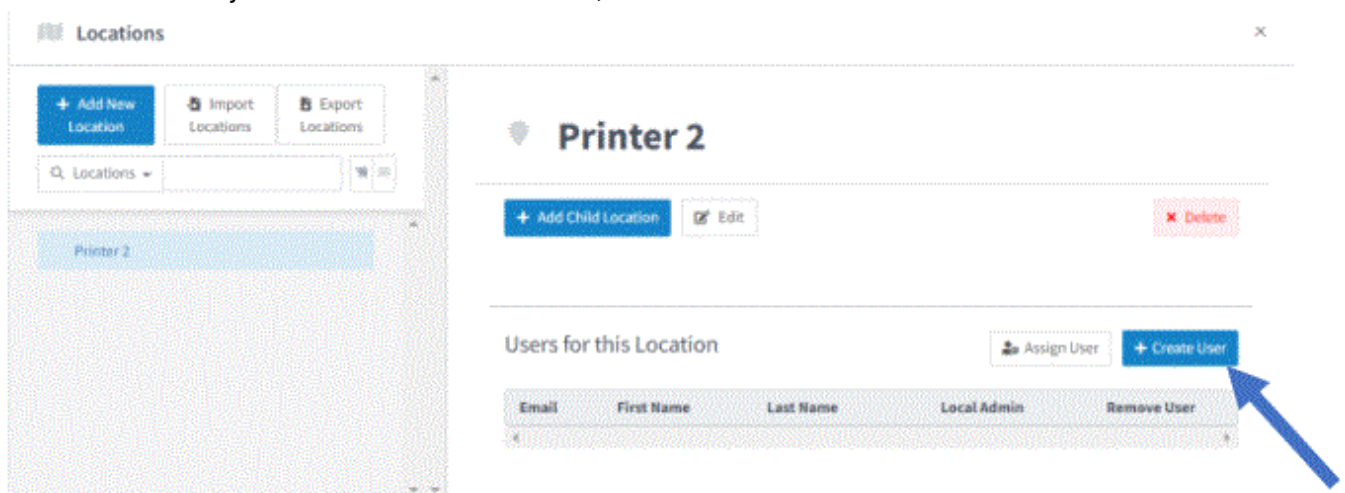 Locations
+ Add New Location
Import Locations
Export Locations
Locations
Printer 2
Printer 2
+ Add Child Location
Edit
× Delete
Users for this Location
Assign User
+ Create User
Email First Name Last Name Local Admin Remove User